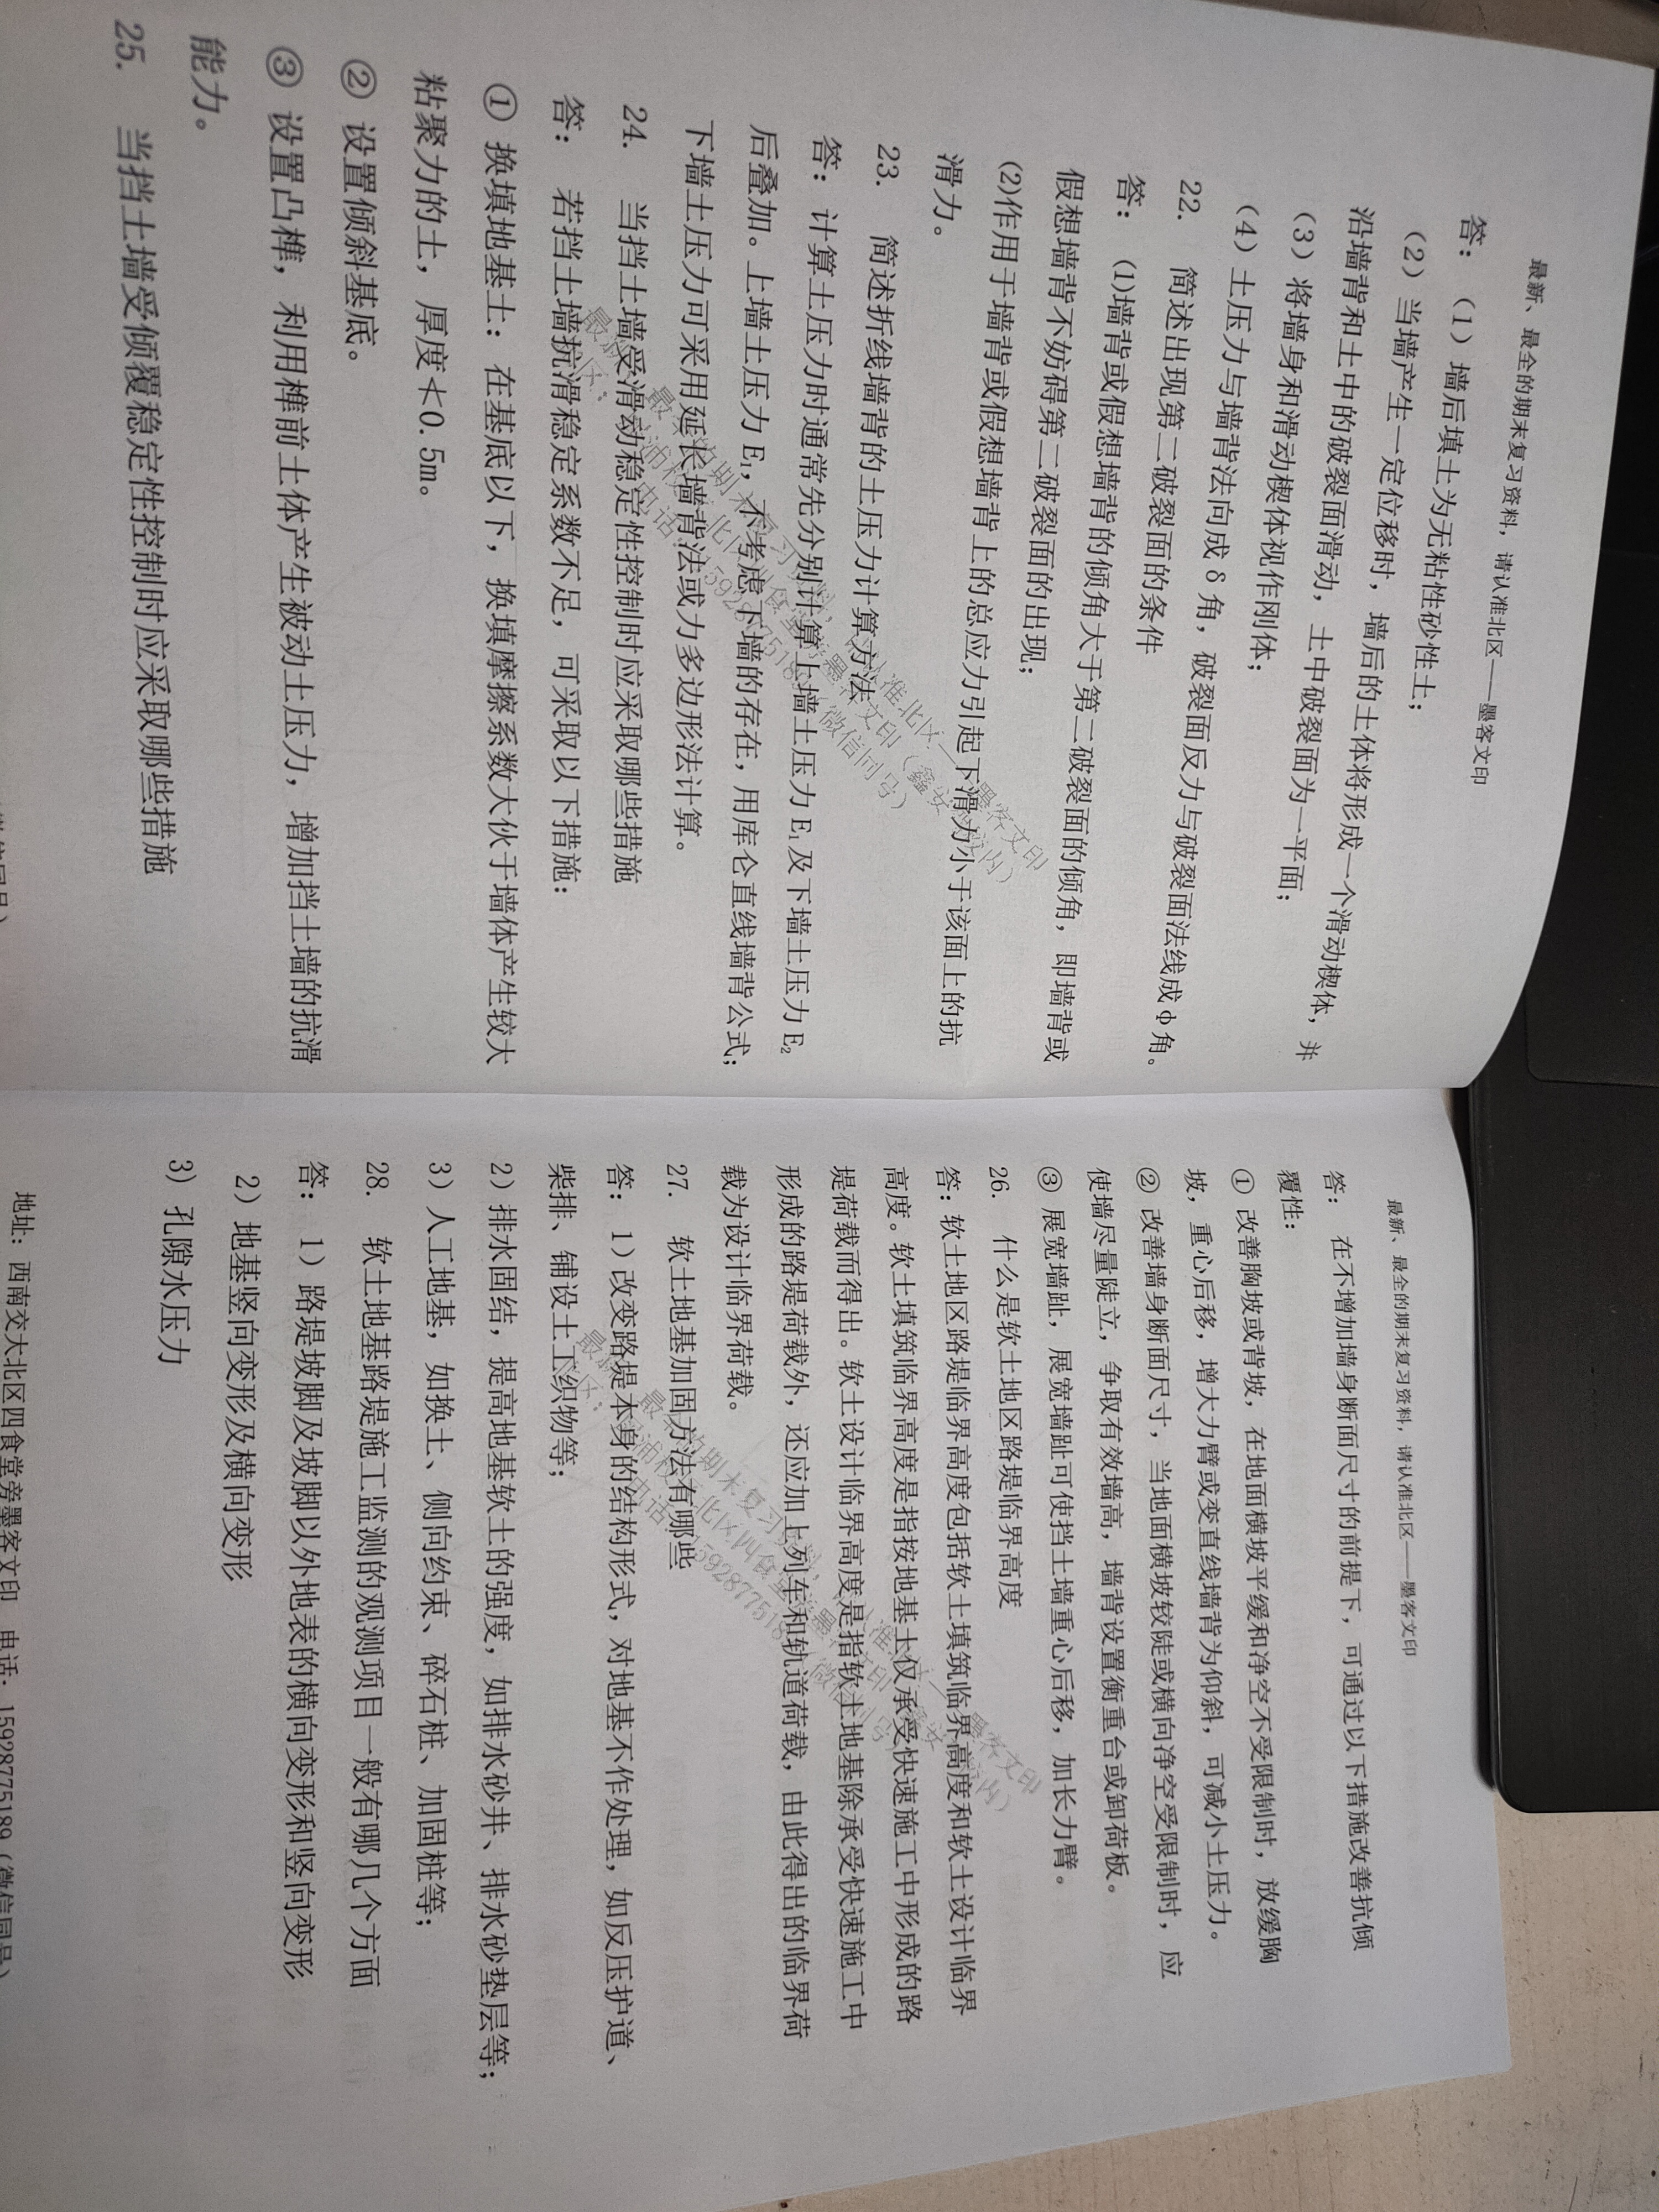 最新、最全的期末复习资料，请认准北区——墨客文印
答：（1）墙后填土为无粘性砂性土；
（2）当墙产生一定位移时，墙后的土体将形成一个滑动楔体，并
沿墙背和土中的破裂面滑动，土中破裂面为一平面；
（3）将墙身和滑动楔体视作刚体；
（4）土压力与墙背法向成 δ 角，破裂面反力与破裂面法线成 φ 角。
22. 简述出现第二破裂面的条件
答： (1)墙背或假想墙背的倾角大于第二破裂面的倾角，即墙背或
假想墙背不妨碍第二破裂面的出现；
(2)作用于墙背或假想墙背上的总应力引起下滑力小于该面上的抗
滑力。
23. 简述折线墙背的土压力计算方法
答：计算土压力时通常先分别计算上墙土压力 E₁ 及下墙土压力 E₂
后叠加。上墙土压力 E₁，不考虑下墙的存在，用库仑直线墙背公式；
下墙土压力可采用延长墙背法或力多边形法计算。
24. 当挡土墙受滑动稳定性控制时应采取哪些措施
答： 若挡土墙抗滑稳定系数不足，可采取以下措施：
① 换填地基土：在基底以下，换填摩擦系数大伙于墙体产生较大
粘聚力的土，厚度≮0.5m。
② 设置倾斜基底。
③ 设置凸榫，利用榫前土体产生被动土压力，增加挡土墙的抗滑
能力。
25. 当挡土墙受倾覆稳定性控制时应采取哪些措施
最新、最全的期末复习资料，请认准北区——墨客文印
答： 在不增加墙身断面尺寸的前提下，可通过以下措施改善抗倾
覆性：
① 改善胸坡或背坡，在地面横坡平缓和净空不受限制时，放缓胸
坡，重心后移，增大力臂或变直线墙背为仰斜，可减小土压力。
② 改善墙身断面尺寸，当地面横坡较陡或横向净空受限制时，应
使墙尽量陡立，争取有效墙高，墙背设置衡重台或卸荷板。
③ 展宽墙趾，展宽墙趾可使挡土墙重心后移，加长力臂。
26. 什么是软土地区路堤临界高度
答：软土地区路堤临界高度包括软土填筑临界高度和软土设计临界
高度。软土填筑临界高度是指按地基土仅承受快速施工中形成的路
堤荷载而得出。软土设计临界高度是指软土地基除承受快速施工中
形成的路堤荷载外，还应加上列车和轨道荷载，由此得出的临界荷
载为设计临界荷载。
27. 软土地基加固方法有哪些
答：1）改变路堤本身的结构形式，对地基不作处理，如反压护道、
柴排、铺设土工织物等；
2）排水固结，提高地基软土的强度，如排水砂井、排水砂垫层等；
3）人工地基，如换土、侧向约束、碎石桩、加固桩等；
28. 软土地基路堤施工监测的观测项目一般有哪几个方面
答：1）路堤坡脚及坡脚以外地表的横向变形和竖向变形
2）地基竖向变形及横向变形
3）孔隙水压力
地址：西南交大北区四食堂旁墨客文印 电话：15928775189（微信同号）